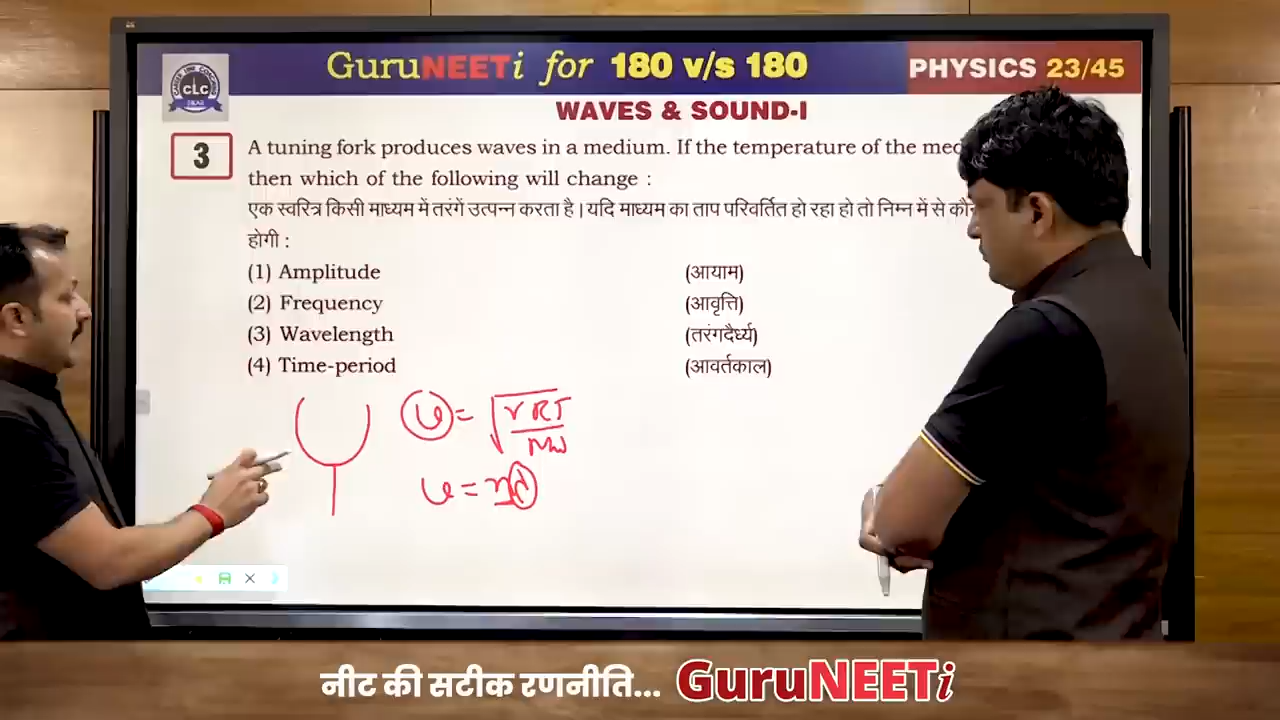 GuruNEETi for 180 v/s 180
PHYSICS 23/45
CLC
WAVES & SOUND-I
3
A tuning fork produces waves in a medium. If the temperature of the
then which of the following will change :
एक स्वरित्र किसी माध्यम में तरंगें उत्पन्न करता है। यदि माध्यम का ताप परिवर्तित हो रहा हो तो निम्न में से
होगी :
(1) Amplitude (आयाम)
(2) Frequency (आवृत्ति)
(3) Wavelength (तरंगदैर्ध्य)
(4) Time-period (आवर्तकाल)
v = √(γRT/Mw)
v = nλ
नीट की सटीक रणनीति... GuruNEETi